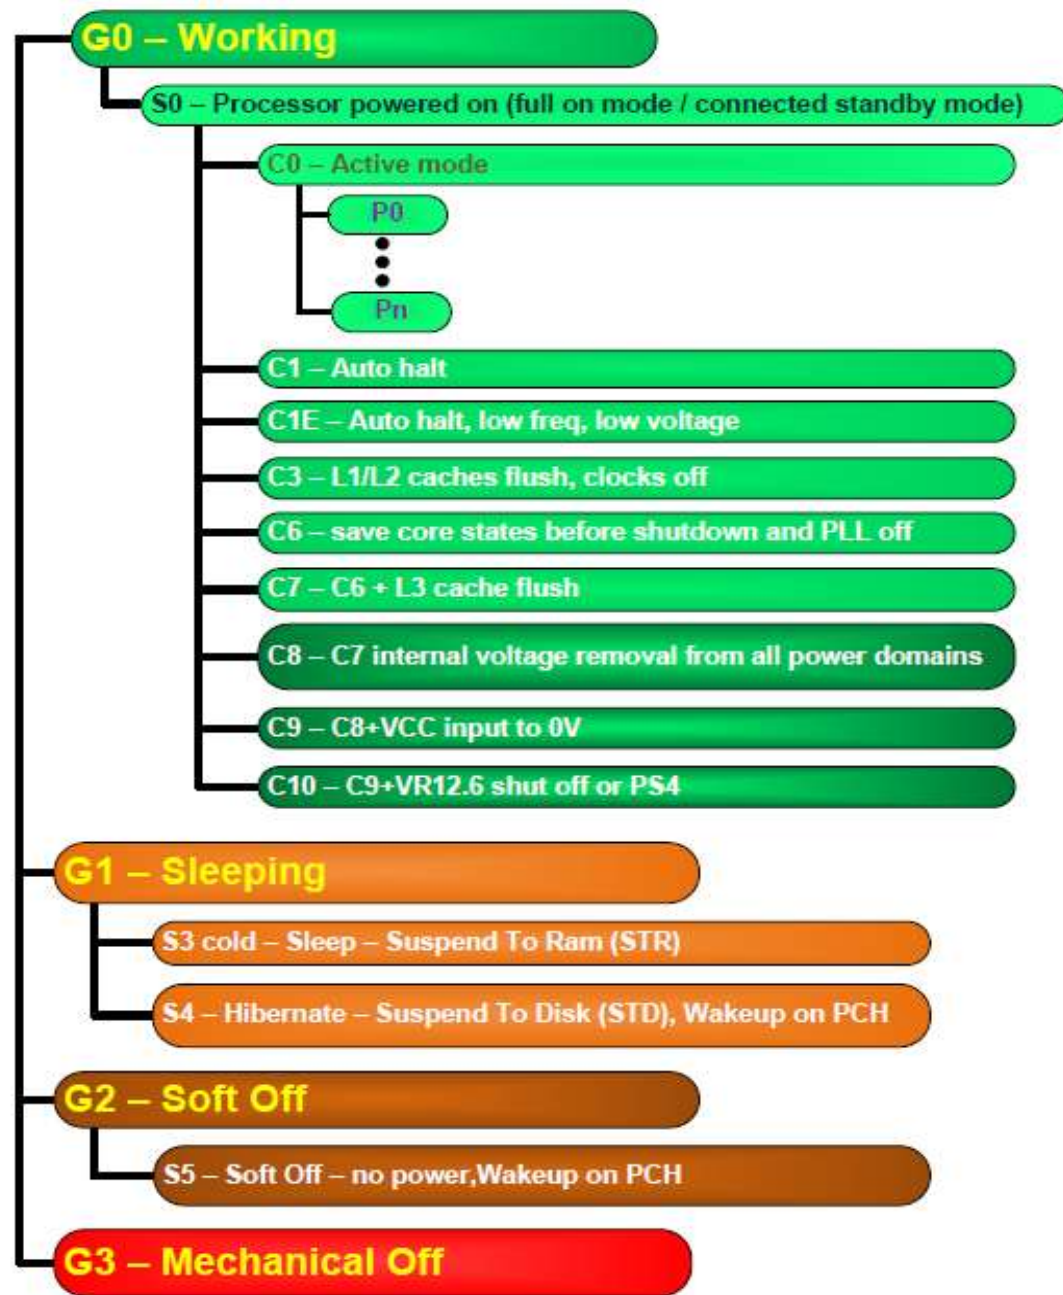 G0 – Working
S0 – Processor powered on (full on mode / connected standby mode)
C0 – Active mode
P0
Pn
C1 – Auto halt
C1E – Auto halt, low freq, low voltage
C3 – L1/L2 caches flush, clocks off
C6 – save core states before shutdown and PLL off
C7 – C6 + L3 cache flush
C8 – C7 internal voltage removal from all power domains
C9 – C8+VCC input to 0V
C10 – C9+VR12.6 shut off or PS4
G1 – Sleeping
S3 cold – Sleep – Suspend To Ram (STR)
S4 – Hibernate – Suspend To Disk (STD), Wakeup on PCH
G2 – Soft Off
S5 – Soft Off – no power,Wakeup on PCH
G3 – Mechanical Off